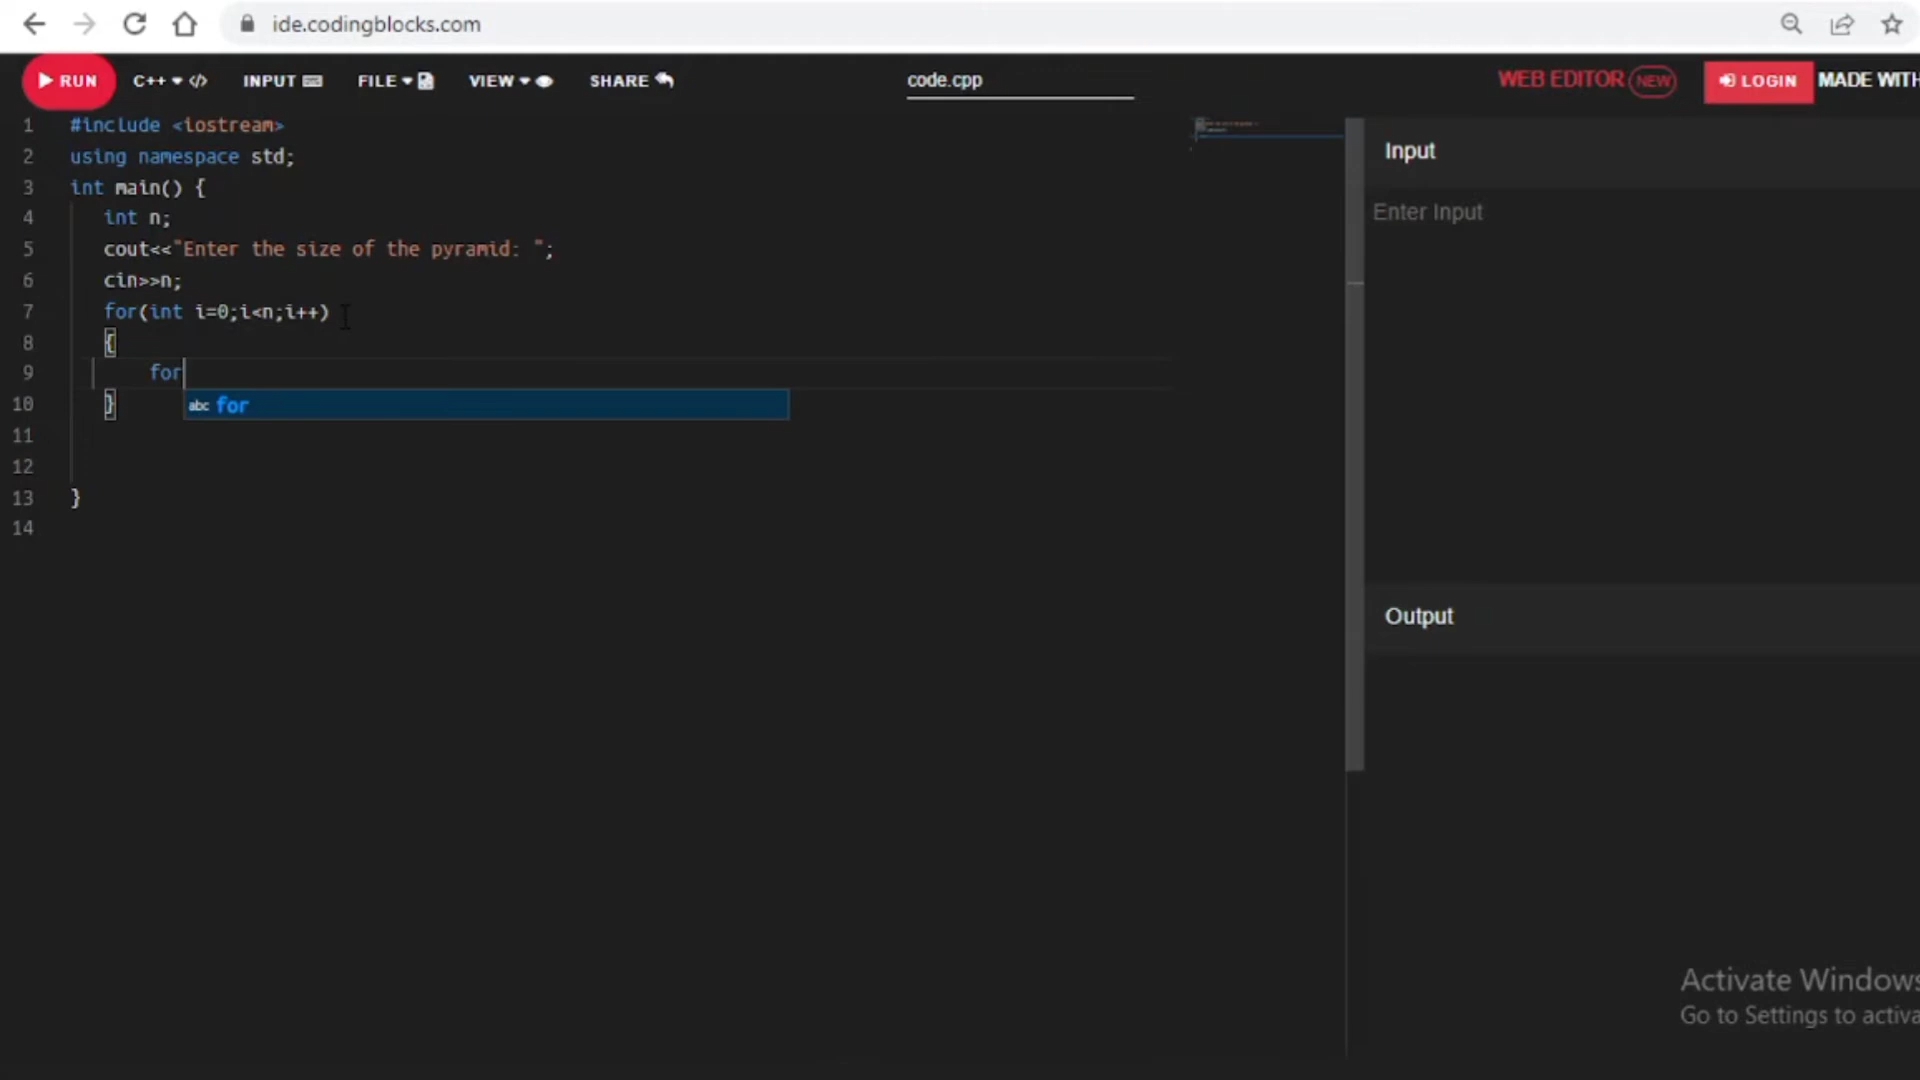 ide.codingblocks.com
RUN C++ INPUT FILE VIEW SHARE code.cpp WEB EDITOR NEW LOGIN MADE WITH
1 #include <iostream>
2 using namespace std;
3 int main() {
4 int n;
5 cout<<"Enter the size of the pyramid: ";
6 cin>>n;
7 for(int i=0;i<n;i++)
8 {
9 for
10 }
abc for
11
12
13 }
14
Input
Enter Input
Output
Activate Windows
Go to Settings to activa